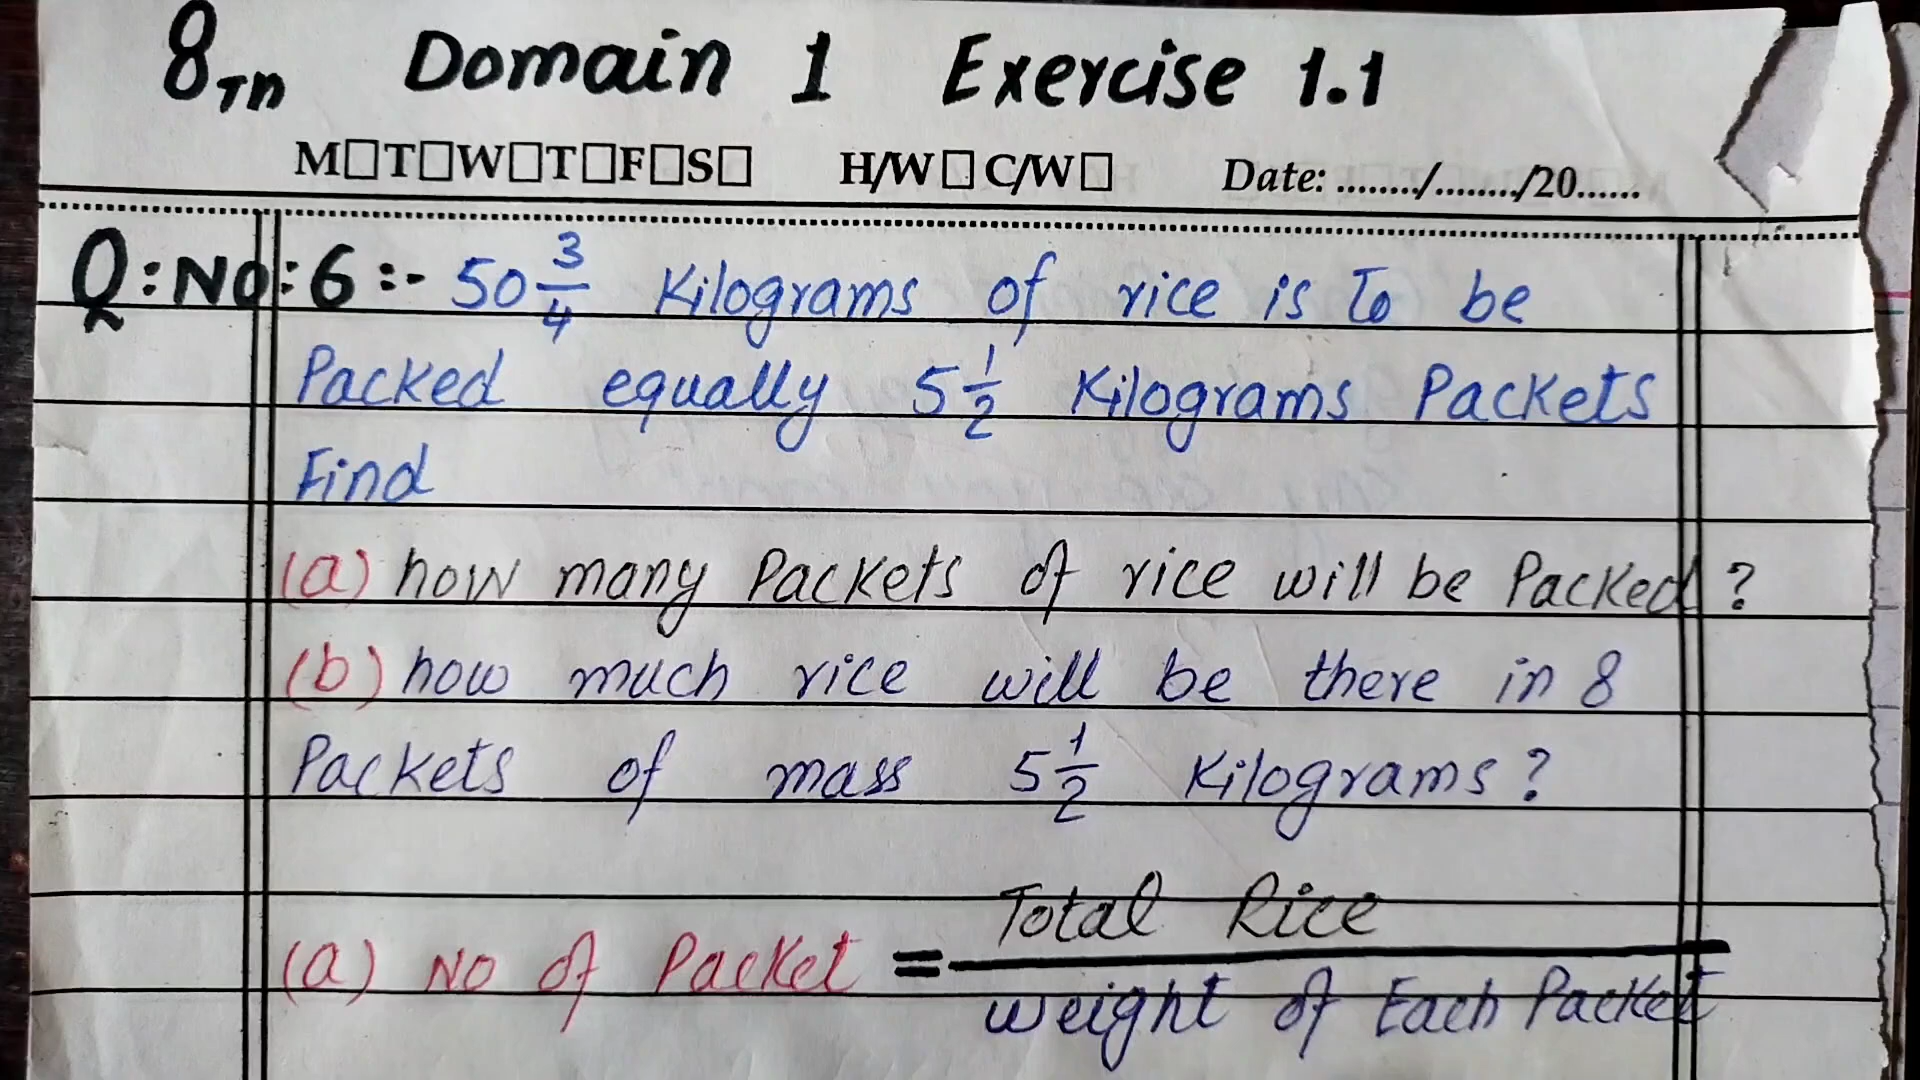 8Th Domain 1 Exercise 1.1
M□T□W□T□F□S□ H/W□ C/W□ Date: ......../......../20......
Q:No:6:- 50 3/4 Kilograms of rice is To be
Packed equally 5 1/2 Kilograms Packets
Find
(a) how many Packets of rice will be Packed?
(b) how much rice will be there in 8
Packets of mass 5 1/2 Kilograms?
(a) No of Packet = Total Rice
weight of Each Packet